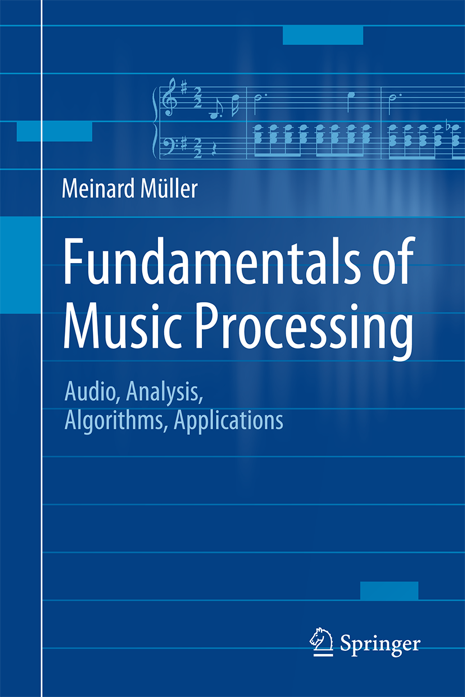 Meinard Müller
Fundamentals of
Music Processing
Audio, Analysis,
Algorithms, Applications
Springer